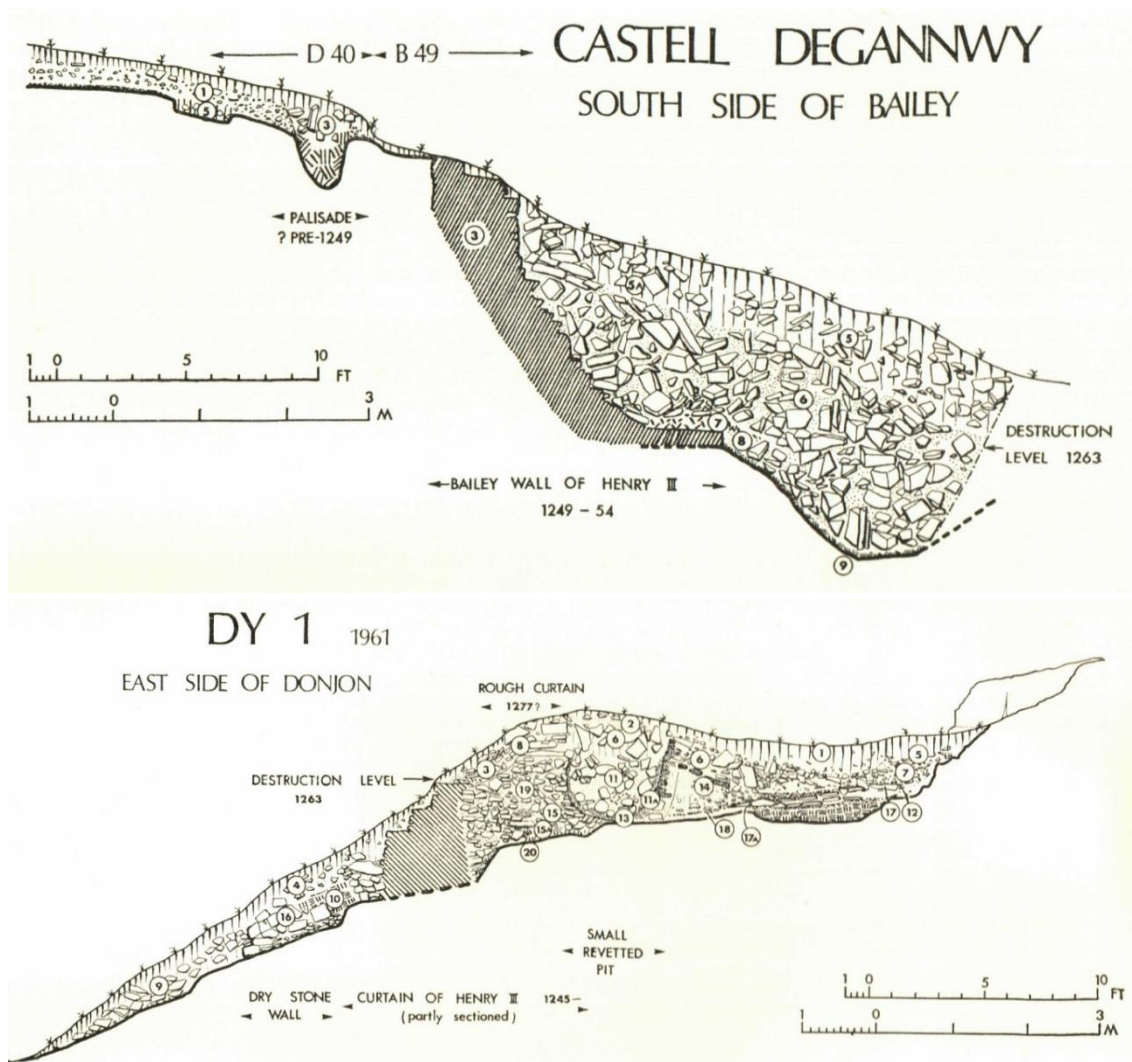 D 40 B 49
CASTELL DEGANNWY
SOUTH SIDE OF BAILEY
1
5
3
PALISADE
? PRE-1249
3
5A
5
6
7
8
9
1 0 5 10 FT
1 0 3 M
BAILEY WALL OF HENRY III
1249 – 54
DESTRUCTION
LEVEL 1263
DY 1 1961
EAST SIDE OF DONJON
ROUGH CURTAIN
1277?
DESTRUCTION LEVEL
1263
2
8
6
3
11
19
11A
15
13
20
6
14
18
17A
1
5
7
17
12
4
10
16
9
SMALL
REVETTED
PIT
DRY STONE
WALL
CURTAIN OF HENRY III 1245–
(partly sectioned)
1 0 5 10 FT
1 0 3 M